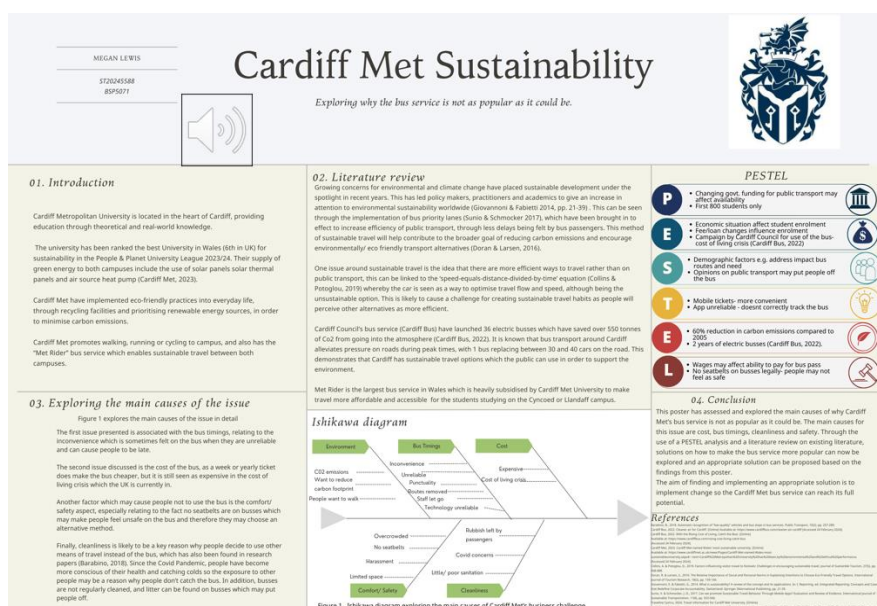 MEGAN LEWIS
ST20245588
BSP5071
Cardiff Met Sustainability
Exploring why the bus service is not as popular as it could be.
01. Introduction
Cardiff Metropolitan University is located in the heart of Cardiff, providing
education through theoretical and real-world knowledge.
The university has been ranked the best University in Wales (6th in UK) for
sustainability in the People & Planet University League 2023/24. Their supply of
green energy to both campuses include the use of solar panels solar thermal
panels and air source heat pump (Cardiff Met, 2023).
Cardiff Met have implemented eco-friendly practices into everyday life,
through recycling facilities and prioritising renewable energy sources, in order
to minimise carbon emissions.
Cardiff Met promotes walking, running or cycling to campus, and also has the
"Met Rider" bus service which enables sustainable travel between both
campuses.
02. Literature review
Growing concerns for environmental and climate change have placed sustainable development under the
spotlight in recent years. This has led policy makers, practitioners and academics to give an increase in
attention to environmental sustainability worldwide (Giovannoni & Fabietti 2014, pp. 21-39) . This can be seen
through the implementation of bus priority lanes (Sunio & Schmocker 2017), which have been brought in to
effect to increase efficiency of public transport, through less delays being felt by bus passengers. This method
of sustainable travel will help contribute to the broader goal of reducing carbon emissions and encourage
environmentally/ eco friendly transport alternatives (Doran & Larsen, 2016).
One issue around sustainable travel is the idea that there are more efficient ways to travel rather than on
public transport, this can be linked to the 'speed-equals-distance-divided-by-time' equation (Collins &
Potoglou, 2019) whereby the car is seen as a way to optimise travel flow and speed, although being the
unsustainable option. This is likely to cause a challenge for creating sustainable travel habits as people will
perceive other alternatives as more efficient.
Cardiff Council's bus service (Cardiff Bus) have launched 36 electric busses which have saved over 550 tonnes
of Co2 from going into the atmosphere (Cardiff Bus, 2022). It is known that bus transport around Cardiff
alleviates pressure on roads during peak times, with 1 bus replacing between 30 and 40 cars on the road. This
demonstrates that Cardiff has sustainable travel options which the public can use in order to support the
environment.
Met Rider is the largest bus service in Wales which is heavily subsidised by Cardiff Met University to make
travel more affordable and accessible for the students studying on the Cyncoed or Llandaff campus.
PESTEL
P
Changing govt. funding for public transport may
affect availability
First 800 students only
E
Economic situation affect student enrolment
Fee/loan changes influence enrolment
Campaign by Cardiff Council for use of the bus-
cost of living crisis (Cardiff Bus, 2022)
S
Demographic factors e.g. address impact bus
routes and need
Opinions on public transport may put people off
the bus
T
Mobile tickets- more convenient
App unreliable - doesnt correctly track the bus
E
60% reduction in carbon emissions compared to
2005
2 years of electric busses (Cardiff Bus, 2022).
L
Wages may affect ability to pay for bus pass
No seatbelts on busses legally- people may not
feel as safe
03. Exploring the main causes of the issue
Figure 1 explores the main causes of the issue in detail
The first issue presented is associated with the bus timings, relating to the
inconvenience which is sometimes felt on the bus when they are unreliable
and can cause people to be late.
The second issue discussed is the cost of the bus, as a week or yearly ticket
does make the bus cheaper, but it is still seen as expensive in the cost of
living crisis which the UK is currently in.
Another factor which may cause people not to use the bus is the comfort/
safety aspect, especially relating to the fact no seatbelts are on busses which
may make people feel unsafe on the bus and therefore they may choose an
alternative method.
Finally, cleanliness is likely to be a key reason why people decide to use other
means of travel instead of the bus, which has also been found in research
papers (Barabino, 2018). Since the Covid Pandemic, people have become
more conscious of their health and catching colds so the exposure to other
people may be a reason why people don't catch the bus. In addition, busses
are not regularly cleaned, and litter can be found on busses which may put
people off.
Ishikawa diagram
Environment
Bus Timings
Cost
CO2 emissions
Want to reduce
carbon footprint
People want to walk
Inconvenience
Unreliable
Punctuality
Routes removed
Staff let go
Technology unreliable
Expensive
Cost of living crisis
Overcrowded
No seatbelts
Harassment
Limited space
Rubbish left by
passengers
Covid concerns
Little/ poor sanitation
Comfort/ Safety
Cleanliness
Figure 1 - Ishikawa diagram exploring the main causes of Cardiff Met's business challenge
04. Conclusion
This poster has assessed and explored the main causes of why Cardiff
Met's bus service is not as popular as it could be. The main causes for
this issue are cost, bus timings, cleanliness and safety. Through the
use of a PESTEL analysis and a literature review on existing literature,
solutions on how to make the bus service more popular can now be
explored and an appropriate solution can be proposed based on the
findings from this poster.
The aim of finding and implementing an appropriate solution is to
implement change so the Cardiff Met bus service can reach its full
potential.
References